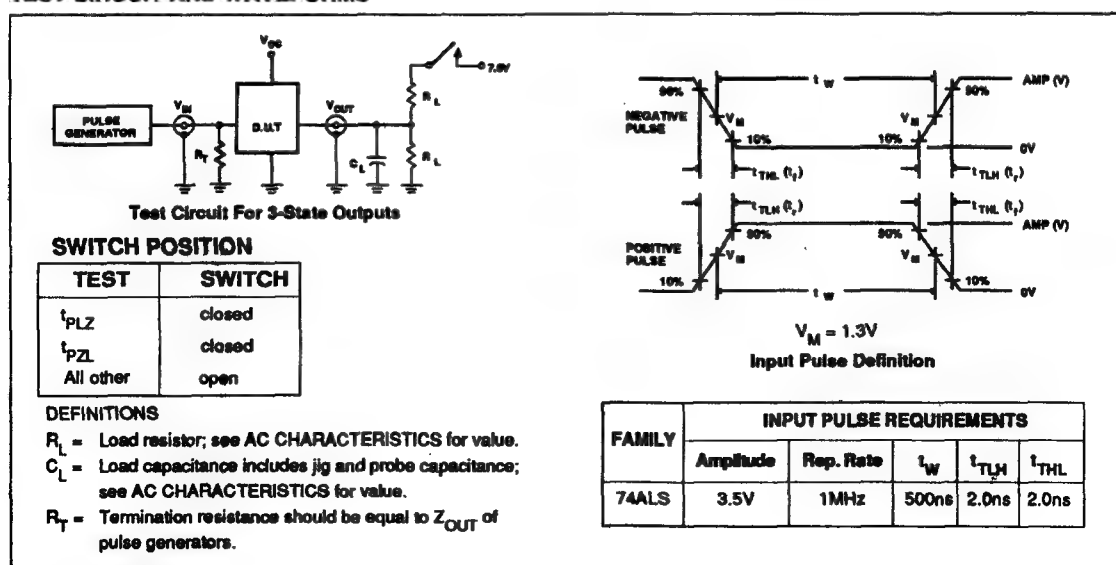 V_CC
7.0V
R_L
PULSE
GENERATOR
V_IN
R_T
D.U.T
V_OUT
C_L
R_L
Test Circuit For 3-State Outputs
SWITCH POSITION
TEST SWITCH
t_PLZ closed
t_PZL closed
All other open
DEFINITIONS
R_L = Load resistor; see AC CHARACTERISTICS for value.
C_L = Load capacitance includes jig and probe capacitance;
see AC CHARACTERISTICS for value.
R_T = Termination resistance should be equal to Z_OUT of
pulse generators.
t_W AMP (V)
90% 90%
NEGATIVE
PULSE
V_M V_M
10% 10%
0V
t_THL (t_f) t_TLH (t_r)
t_TLH (t_r) t_THL (t_f)
AMP (V)
90% 90%
POSITIVE
PULSE
V_M V_M
10% 10%
t_W 0V
V_M = 1.3V
Input Pulse Definition
FAMILY INPUT PULSE REQUIREMENTS
Amplitude Rep. Rate t_W t_TLH t_THL
74ALS 3.5V 1MHz 500ns 2.0ns 2.0ns